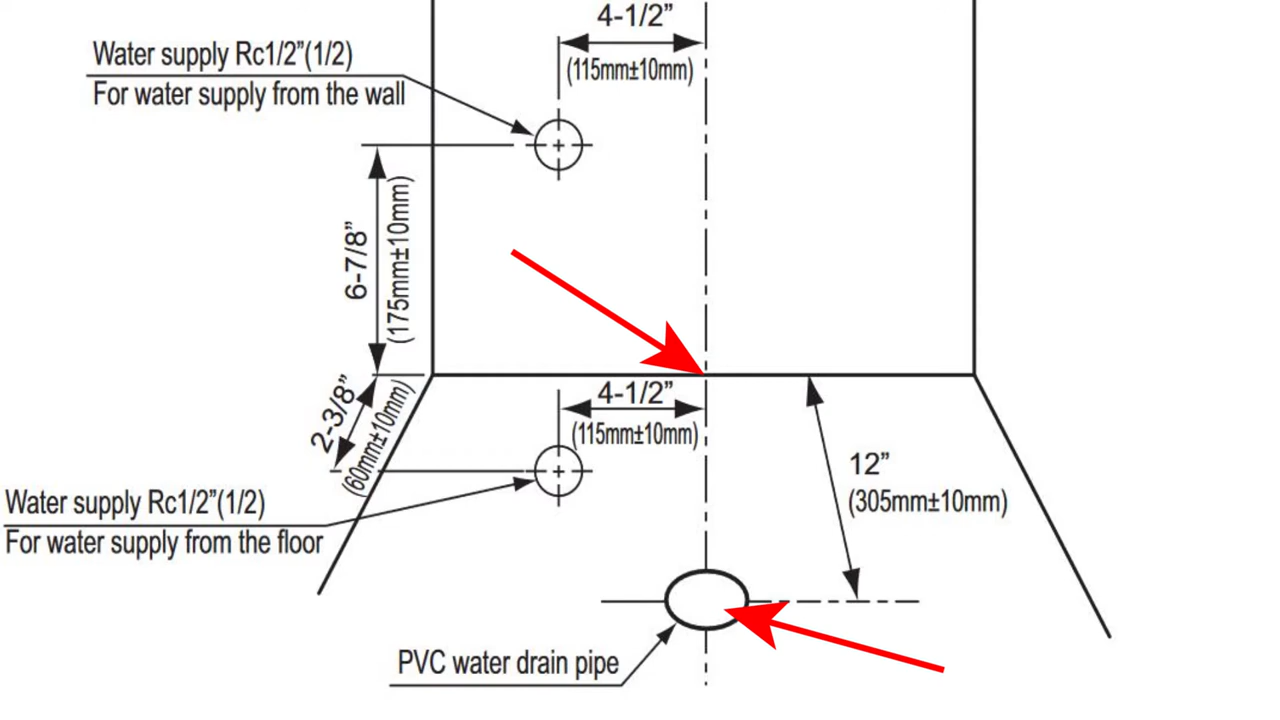 4-1/2”
(115mm±10mm)
Water supply Rc1/2”(1/2)
For water supply from the wall
6-7/8”
(175mm±10mm)
2-3/8”
(60mm±10mm)
4-1/2”
(115mm±10mm)
12”
(305mm±10mm)
Water supply Rc1/2”(1/2)
For water supply from the floor
PVC water drain pipe